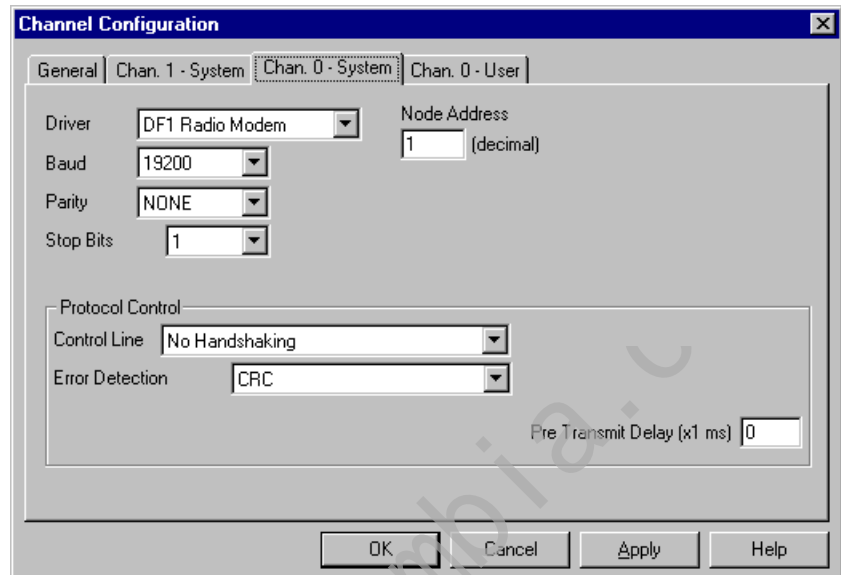 Channel Configuration
General Chan. 1 - System Chan. 0 - System Chan. 0 - User
Driver DF1 Radio Modem Node Address
1 (decimal)
Baud 19200
Parity NONE
Stop Bits 1
Protocol Control
Control Line No Handshaking
Error Detection CRC
Pre Transmit Delay (x1 ms) 0
OK Cancel Apply Help